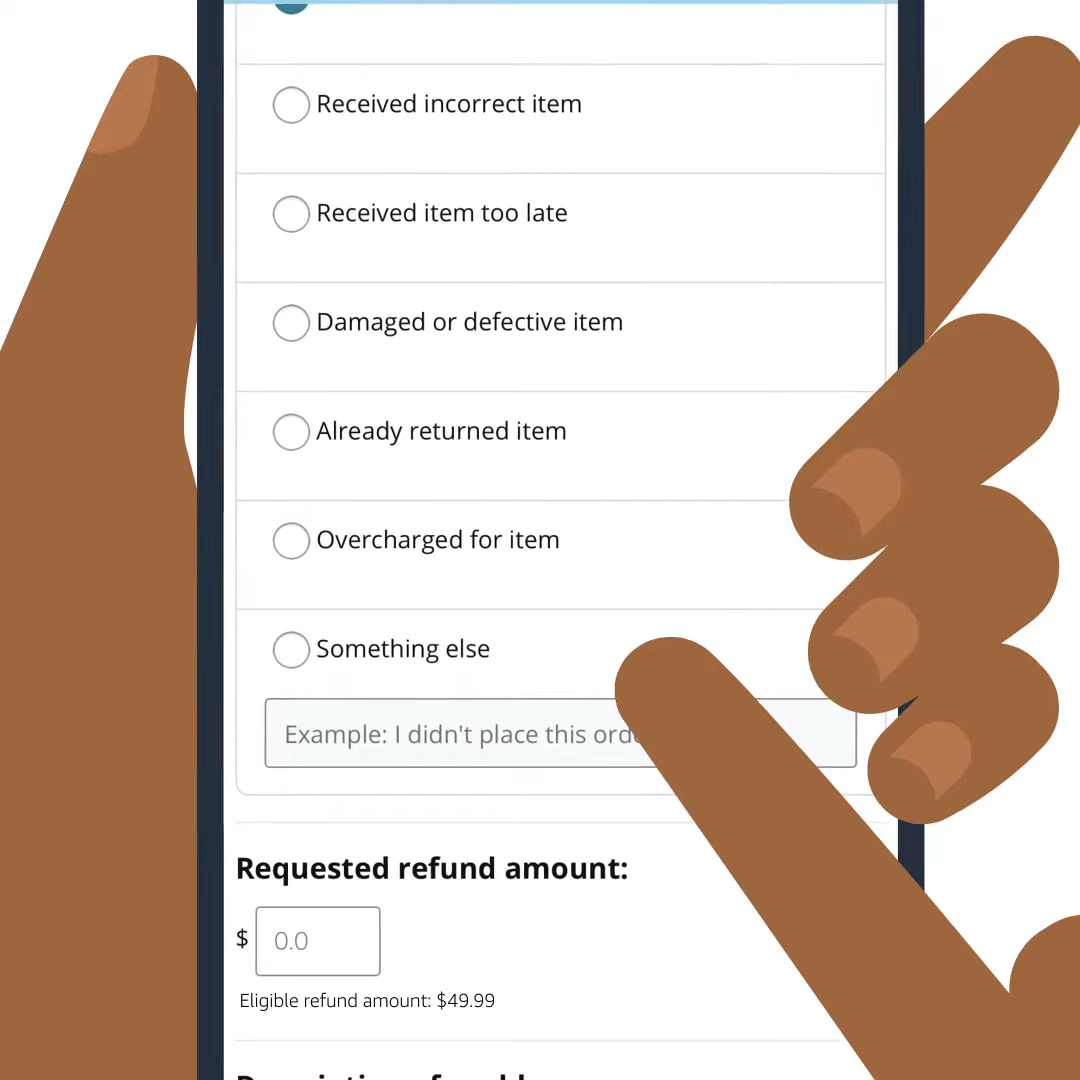 Received incorrect item
Received item too late
Damaged or defective item
Already returned item
Overcharged for item
Something else
Example: I didn't place this
Requested refund amount:
$ 0.0
Eligible refund amount: $49.99